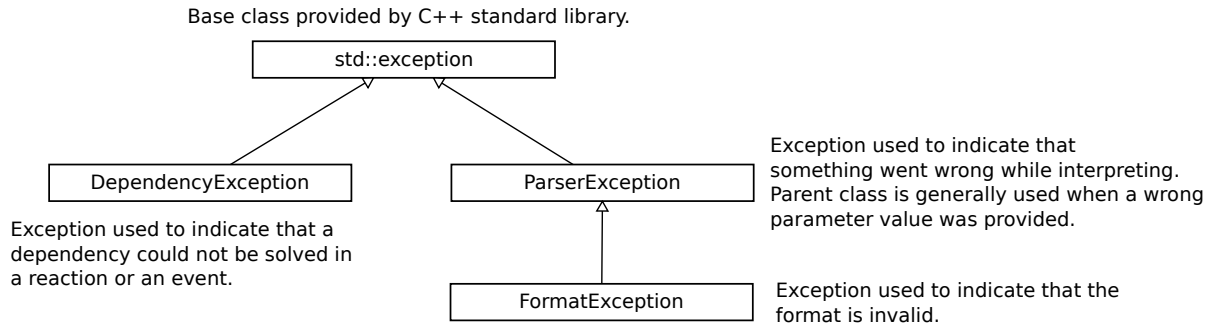 Base class provided by C++ standard library.
std::exception
DependencyException
Exception used to indicate that a
dependency could not be solved in
a reaction or an event.
ParserException
Exception used to indicate that
something went wrong while interpreting.
Parent class is generally used when a wrong
parameter value was provided.
FormatException
Exception used to indicate that the
format is invalid.